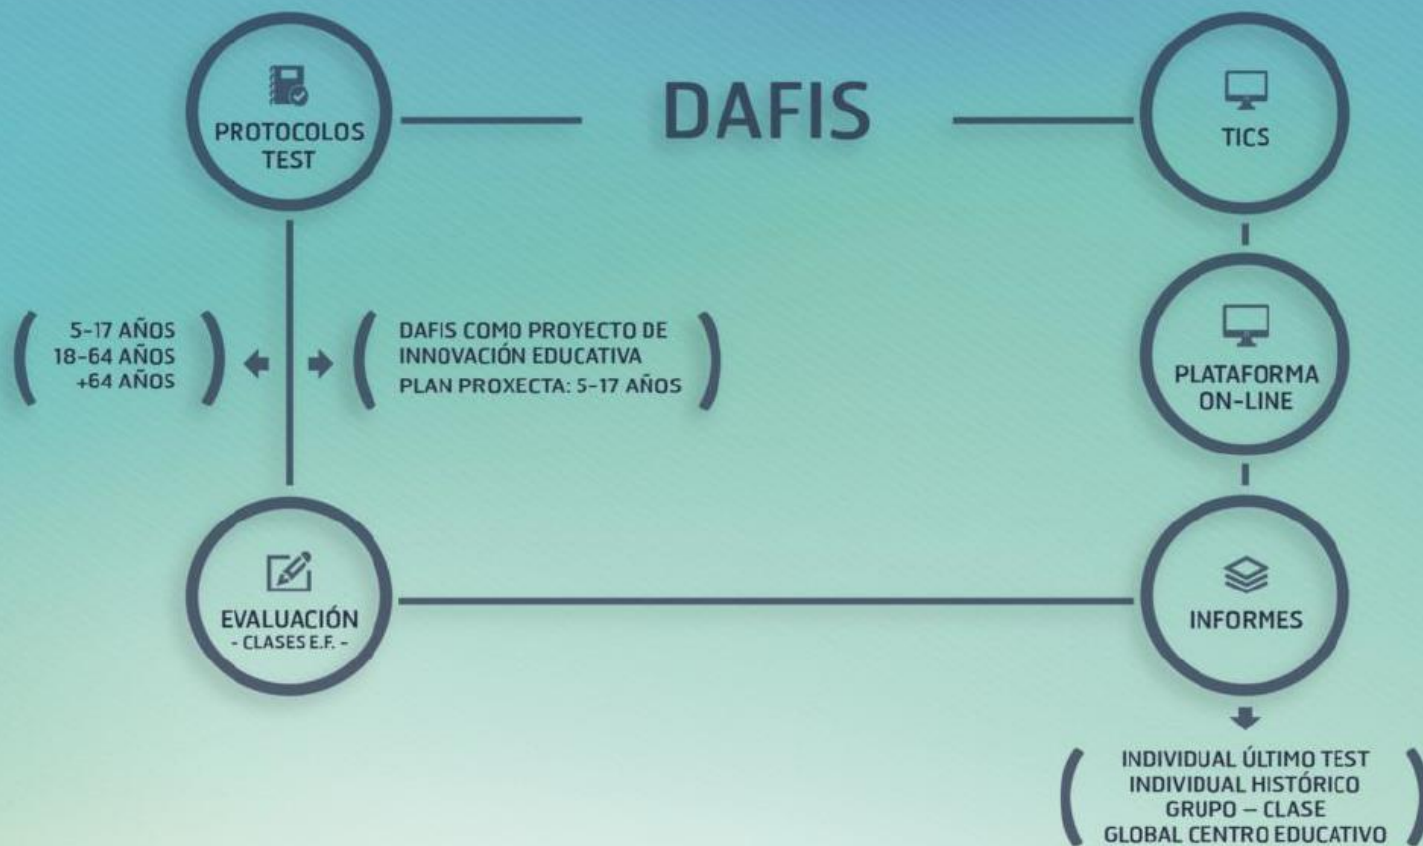 DAFIS
PROTOCOLOS
TEST
TICS
5-17 AÑOS
18-64 AÑOS
+64 AÑOS
DAFIS COMO PROYECTO DE
INNOVACIÓN EDUCATIVA
PLAN PROXECTA: 5-17 AÑOS
PLATAFORMA
ON-LINE
EVALUACIÓN
- CLASES E.F. -
INFORMES
INDIVIDUAL ÚLTIMO TEST
INDIVIDUAL HISTÓRICO
GRUPO – CLASE
GLOBAL CENTRO EDUCATIVO